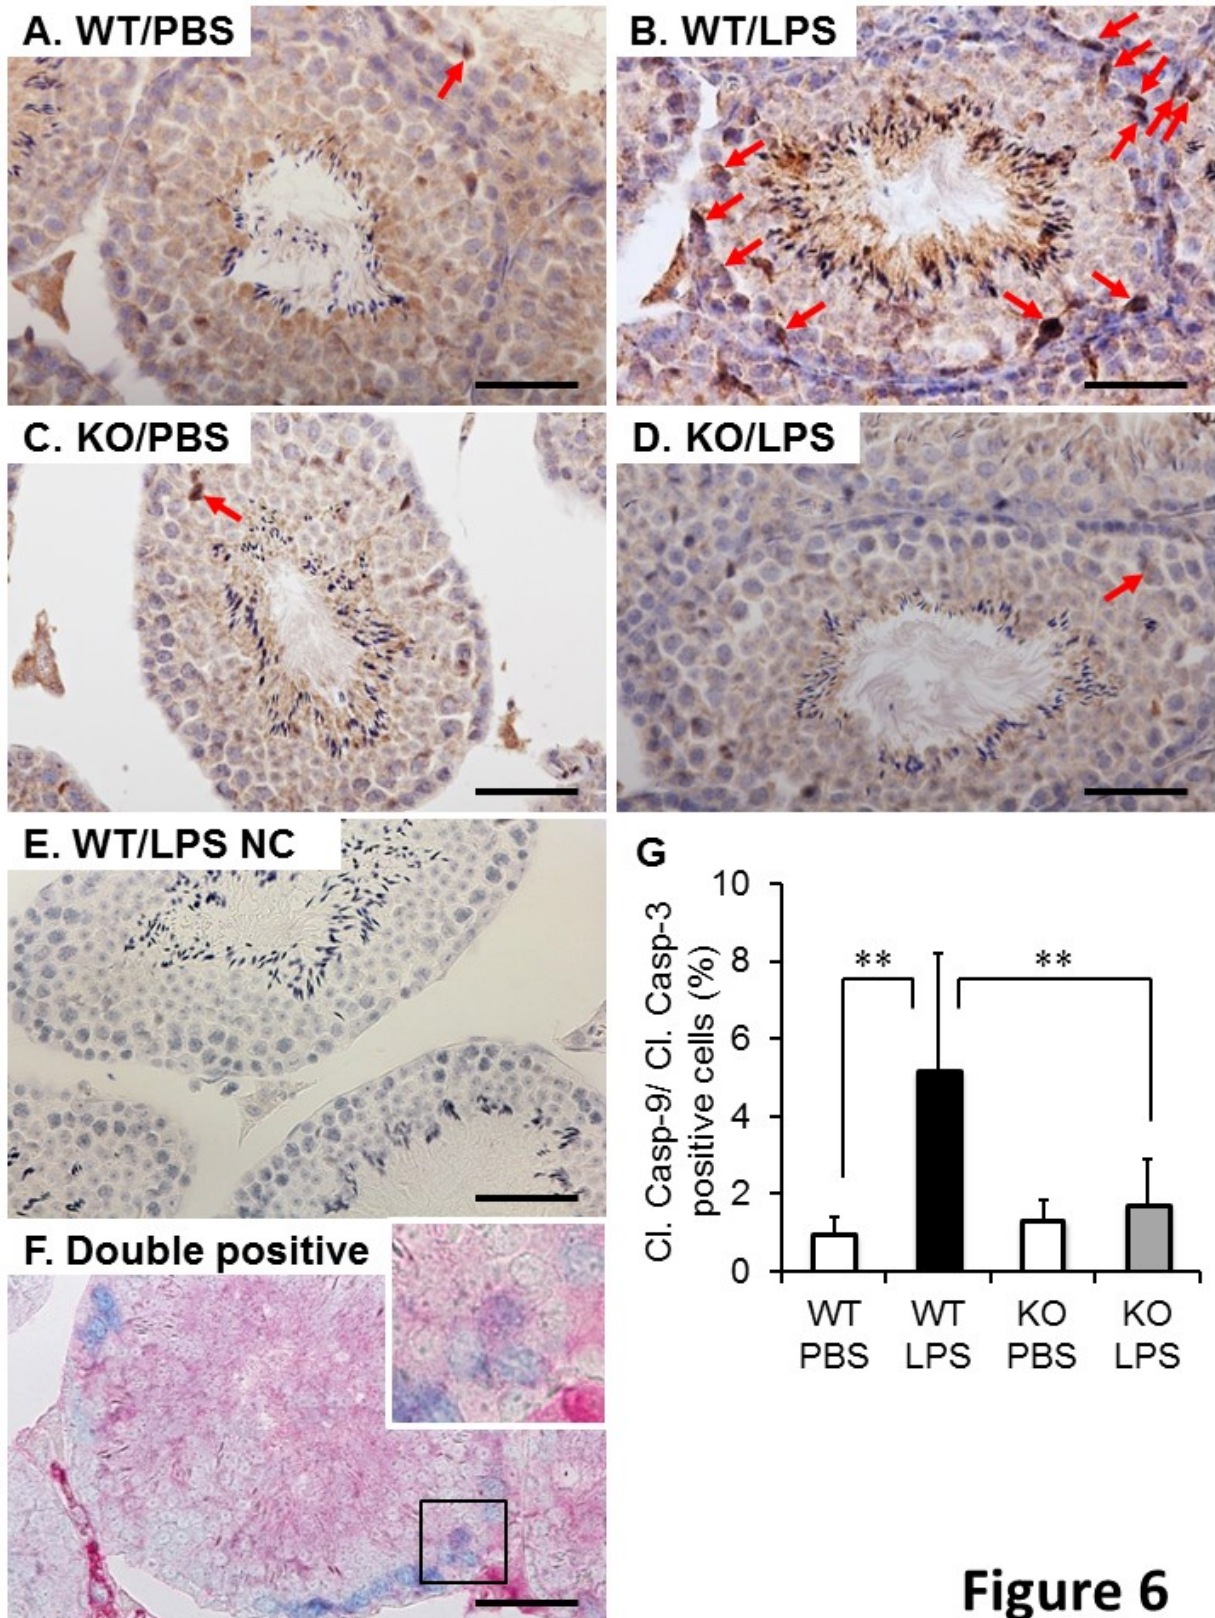 A. WT/PBS
B. WT/LPS
C. KO/PBS
D. KO/LPS
E. WT/LPS NC
F. Double positive
G
Cl. Casp-9/ Cl. Casp-3
positive cells (%)
10
8
6
4
2
0
** **
WT WT KO KO
PBS LPS PBS LPS
Figure 6